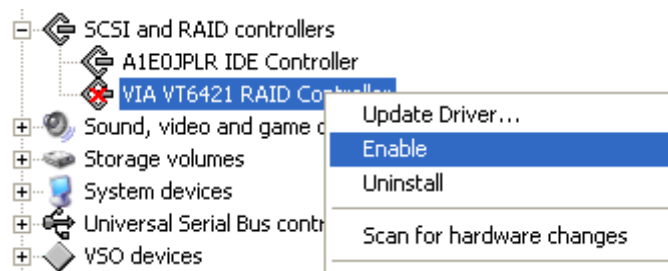 SCSI and RAID controllers
A1E0JPLR IDE Controller
VIA VT6421 RAID
Update Driver...
Sound, video and game
Enable
Storage volumes
Uninstall
System devices
Universal Serial Bus
Scan for hardware changes
VSO devices